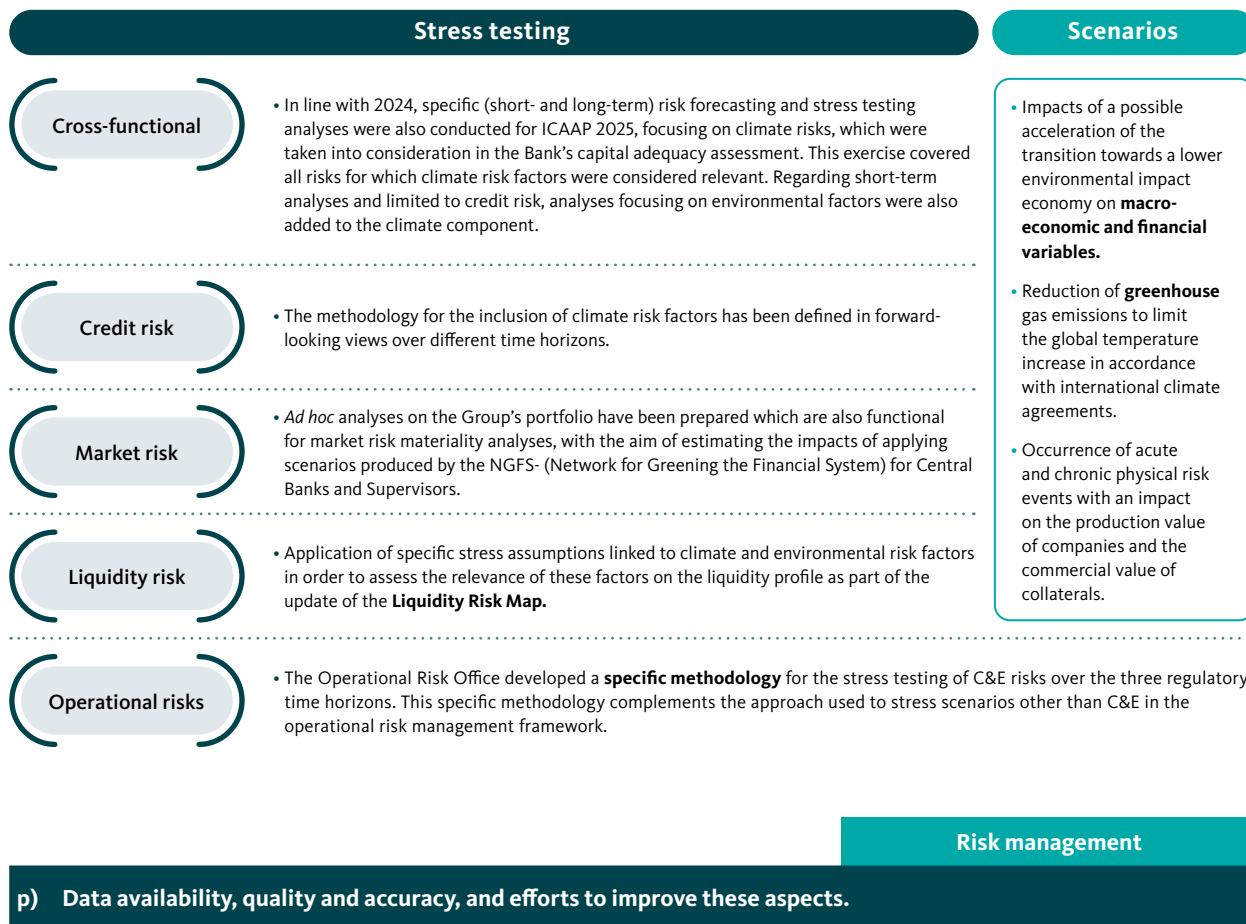 Stress testing
Cross-functional
• In line with 2024, specific (short- and long-term) risk forecasting and stress testing
analyses were also conducted for ICAAP 2025, focusing on climate risks, which were
taken into consideration in the Bank's capital adequacy assessment. This exercise covered
all risks for which climate risk factors were considered relevant. Regarding short-term
analyses and limited to credit risk, analyses focusing on environmental factors were also
added to the climate component.
Credit risk
• The methodology for the inclusion of climate risk factors has been defined in forward-
looking views over different time horizons.
Market risk
• Ad hoc analyses on the Group's portfolio have been prepared which are also functional
for market risk materiality analyses, with the aim of estimating the impacts of applying
scenarios produced by the NGFS- (Network for Greening the Financial System) for Central
Banks and Supervisors.
Liquidity risk
• Application of specific stress assumptions linked to climate and environmental risk factors
in order to assess the relevance of these factors on the liquidity profile as part of the
update of the Liquidity Risk Map.
Scenarios
• Impacts of a possible
acceleration of the
transition towards a lower
environmental impact
economy on macro-
economic and financial
variables.
• Reduction of greenhouse
gas emissions to limit
the global temperature
increase in accordance
with international climate
agreements.
• Occurrence of acute
and chronic physical risk
events with an impact
on the production value
of companies and the
commercial value of
collaterals.
Operational risks
• The Operational Risk Office developed a specific methodology for the stress testing of C&E risks over the three regulatory
time horizons. This specific methodology complements the approach used to stress scenarios other than C&E in the
operational risk management framework.
Risk management
p) Data availability, quality and accuracy, and efforts to improve these aspects.